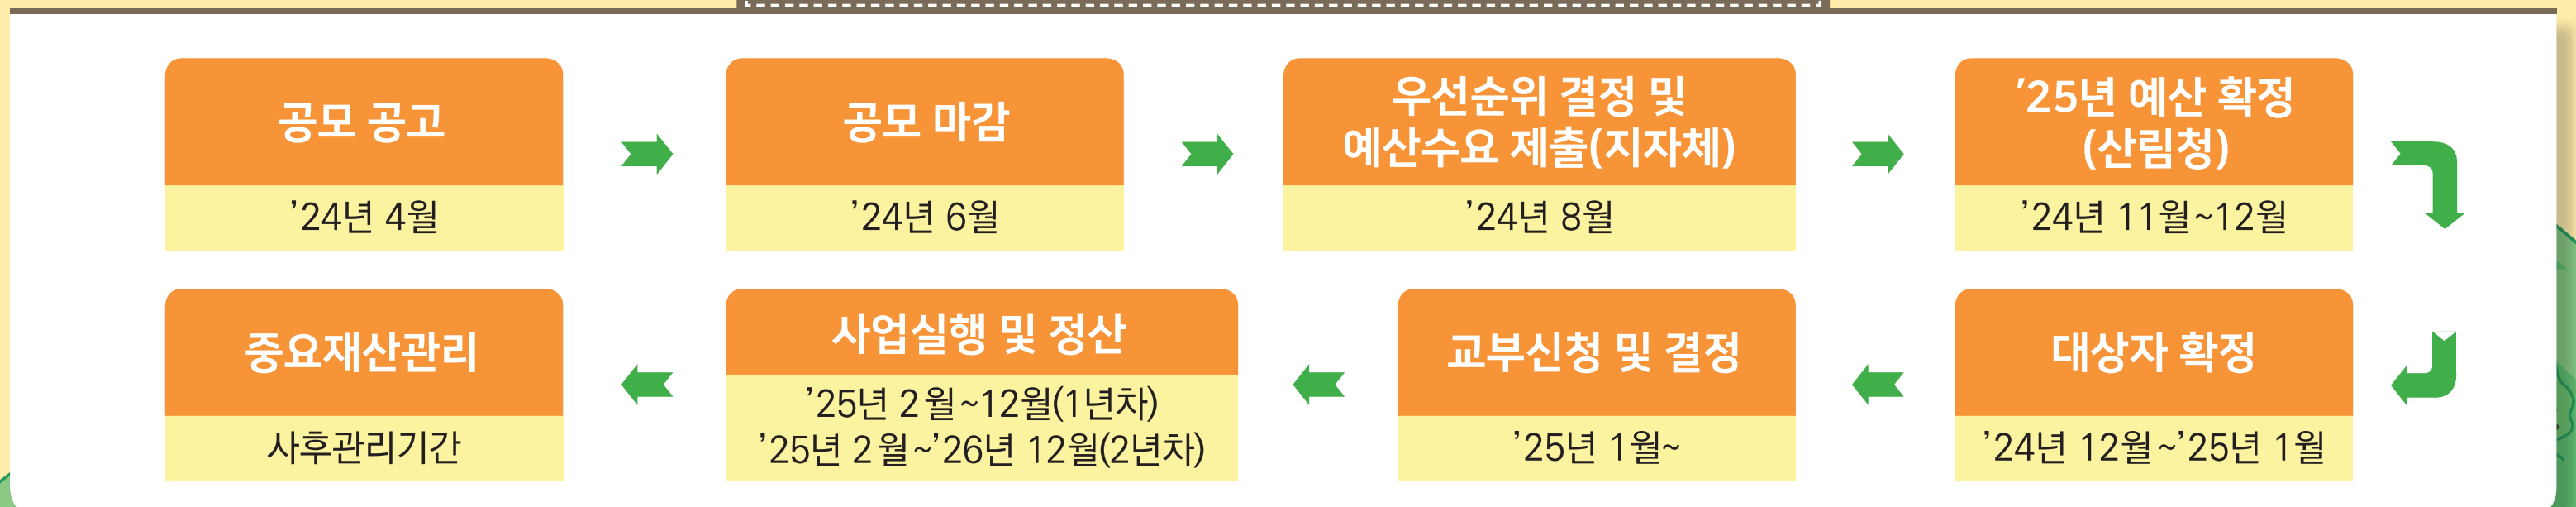 공모 공고
’24년 4월
공모 마감
’24년 6월
우선순위 결정 및
예산수요 제출(지자체)
’24년 8월
’25년 예산 확정
(산림청)
’24년 11월~12월
대상자 확정
’24년 12월~’25년 1월
교부신청 및 결정
’25년 1월~
사업실행 및 정산
’25년 2월~12월(1년차)
’25년 2월~’26년 12월(2년차)
중요재산관리
사후관리기간